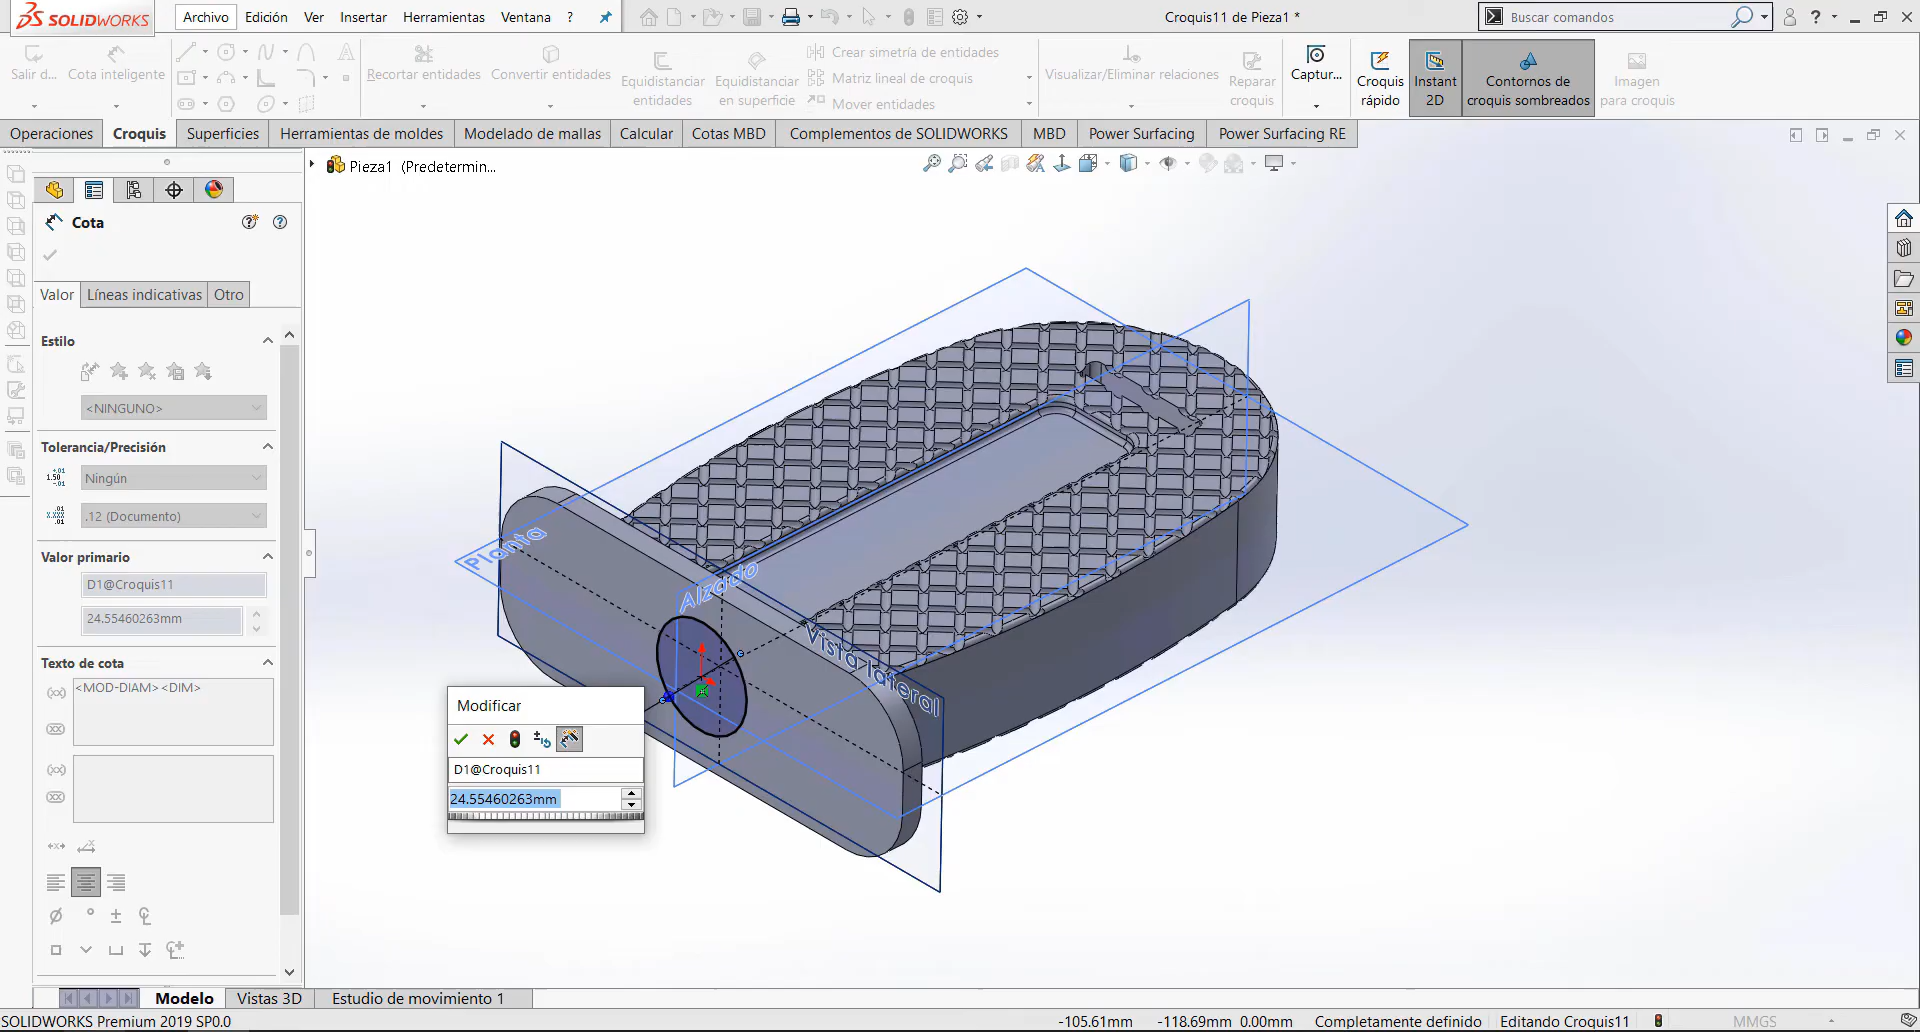 SOLIDWORKS
Archivo
Edición
Ver
Insertar
Herramientas
Ventana
?
Croquis11 de Pieza1 *
Buscar comandos
?
Salir d...
Cota inteligente
Recortar entidades
Convertir entidades
Equidistanciar
entidades
Equidistanciar
en superficie
Crear simetría de entidades
Matriz lineal de croquis
Mover entidades
Visualizar/Eliminar relaciones
Reparar
croquis
Captur...
Croquis
rápido
Instant
2D
Contornos de
croquis sombreados
Imagen
para croquis
Operaciones
Croquis
Superficies
Herramientas de moldes
Modelado de mallas
Calcular
Cotas MBD
Complementos de SOLIDWORKS
MBD
Power Surfacing
Power Surfacing RE
Pieza1 (Predetermin...
Cota
Valor
Líneas indicativas
Otro
Estilo
<NINGUNO>
Tolerancia/Precisión
Ningún
.12 (Documento)
Valor primario
D1@Croquis11
24.55460263mm
Texto de cota
<MOD-DIAM><DIM>
Planta
Alzado
Vista lateral
Modificar
D1@Croquis11
24.55460263mm
Modelo
Vistas 3D
Estudio de movimiento 1
SOLIDWORKS Premium 2019 SP0.0
-105.61mm
-118.69mm
0.00mm
Completamente definido
Editando Croquis11
MMGS